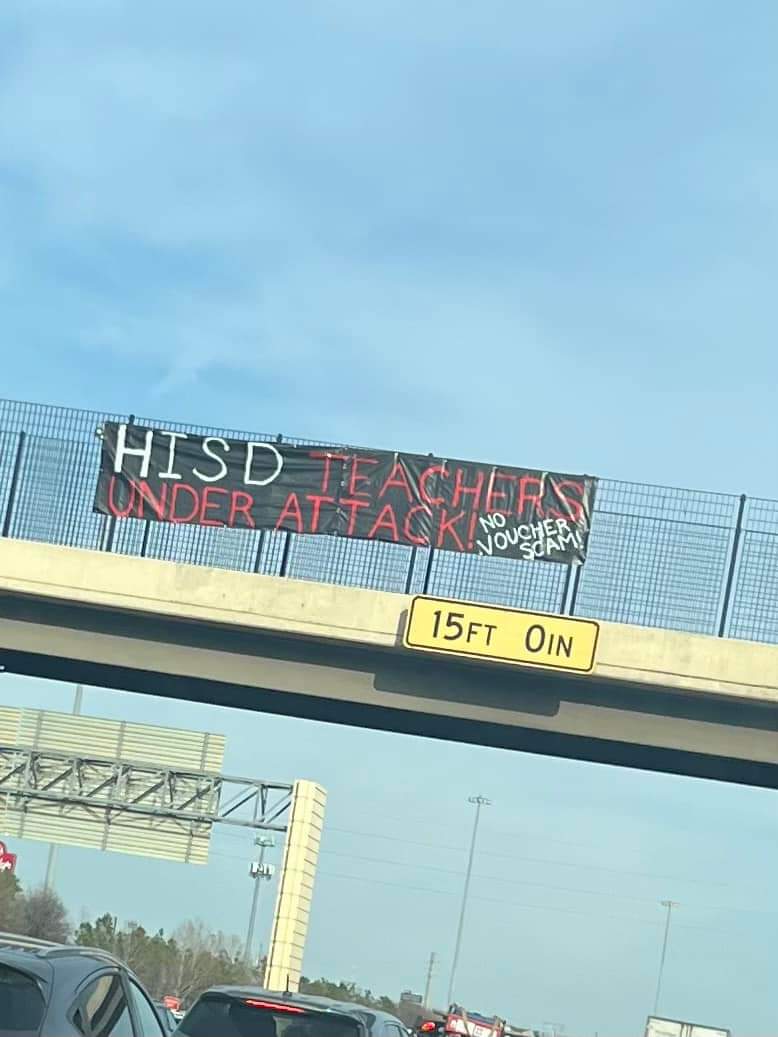 HISD TEACHERS
UNDER ATTACK!
NO
VOUCHER
SCAM!
15FT 0IN